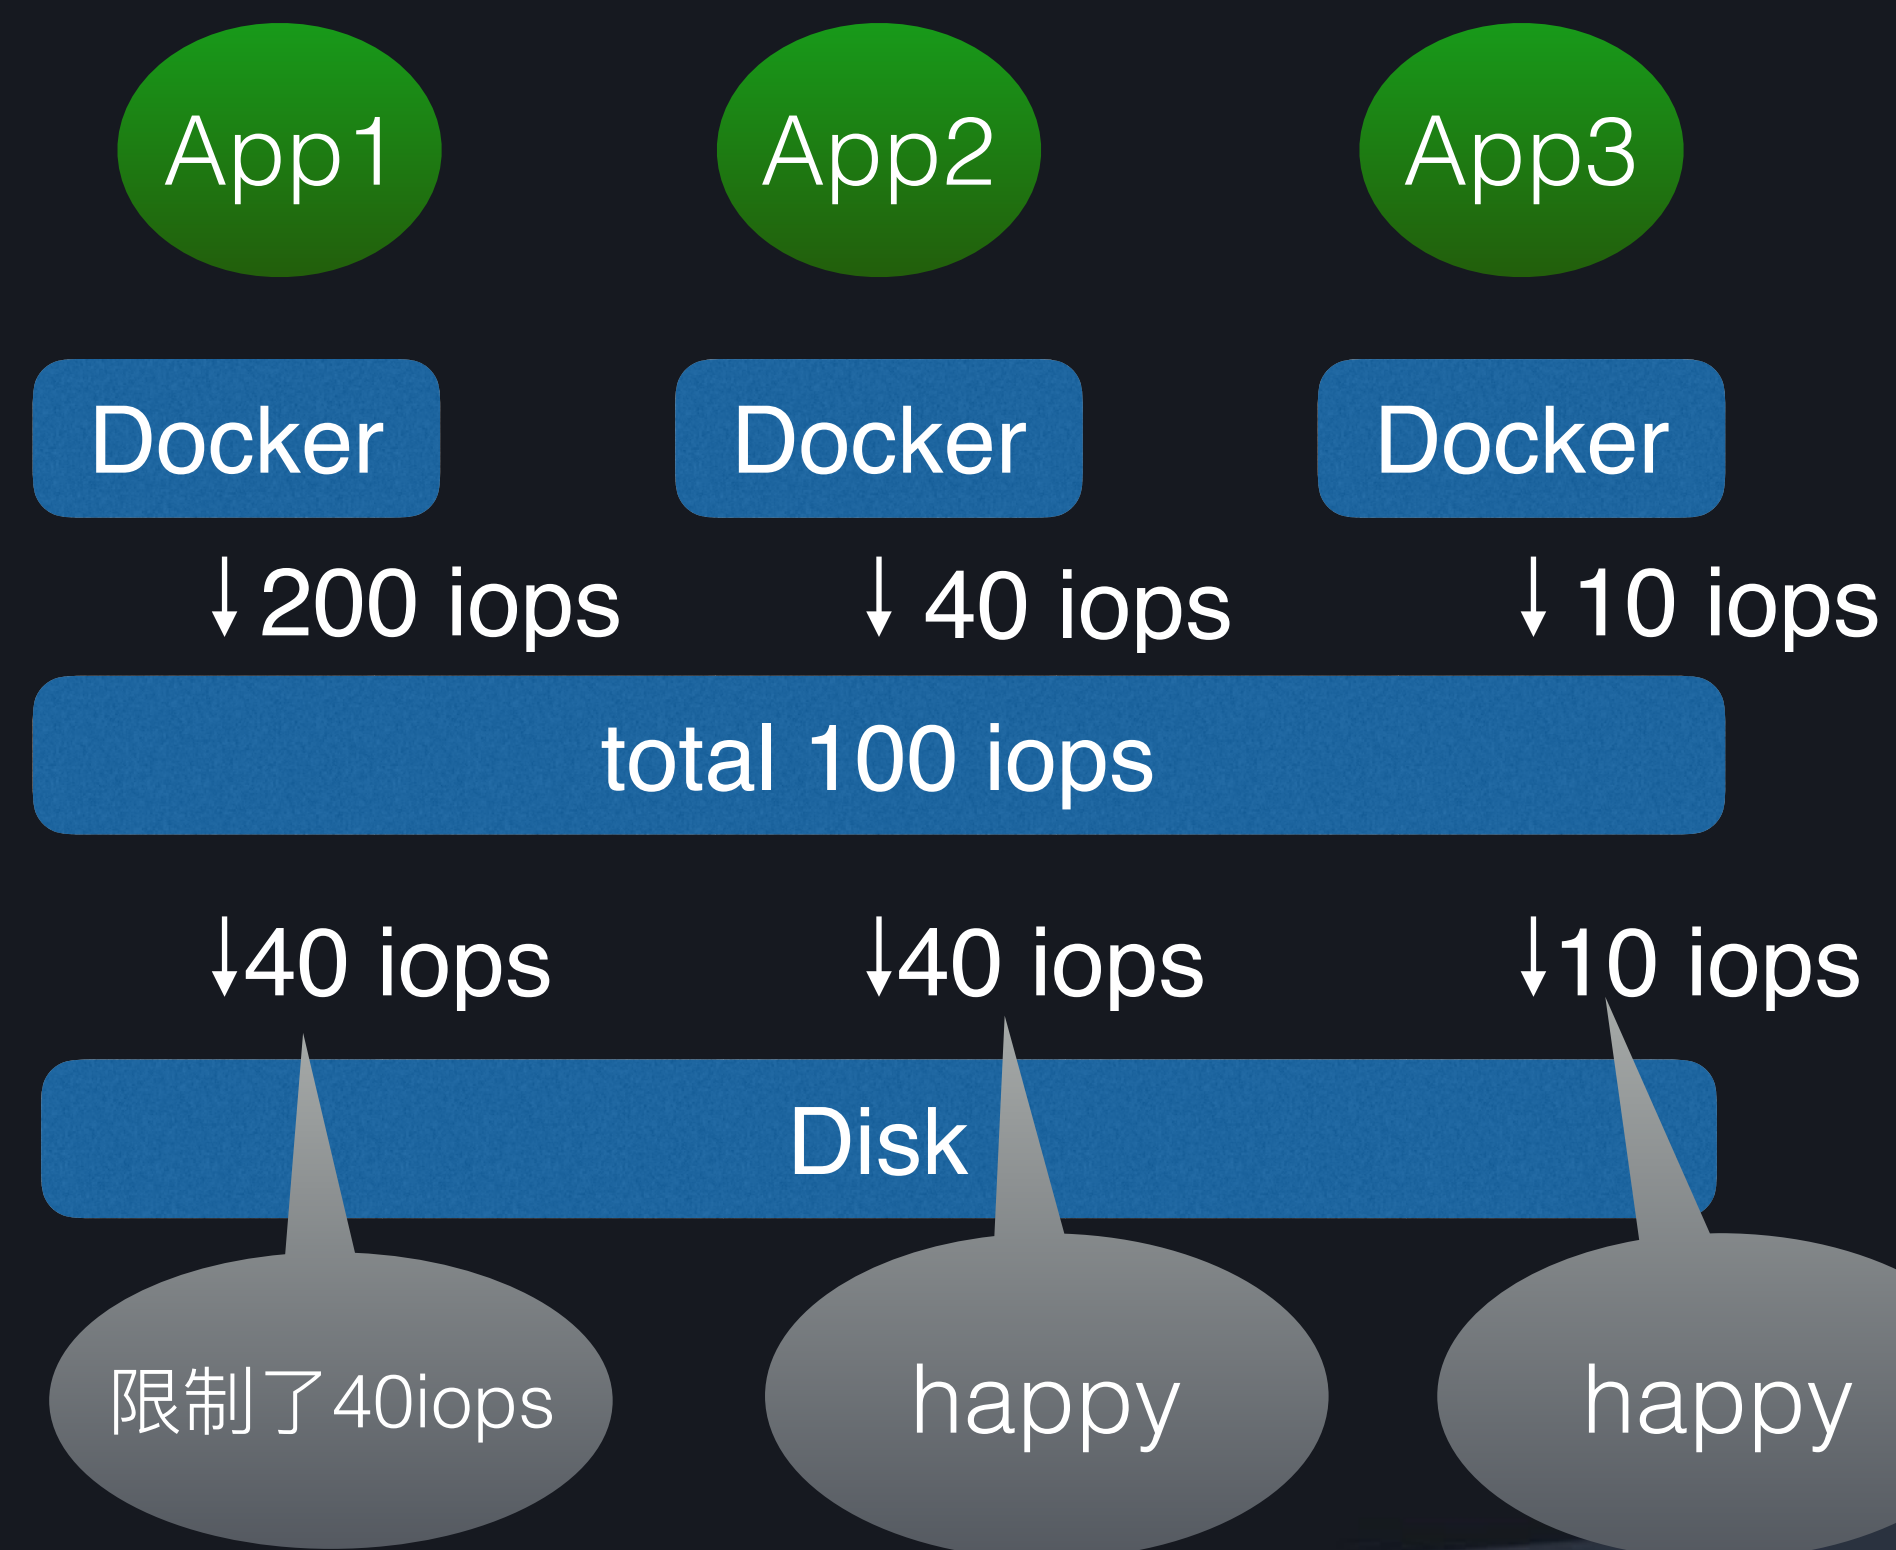 App1 App2 App3
Docker Docker Docker
200 iops 40 iops 10 iops
total 100 iops
40 iops 40 iops 10 iops
Disk
限制了40iops happy happy